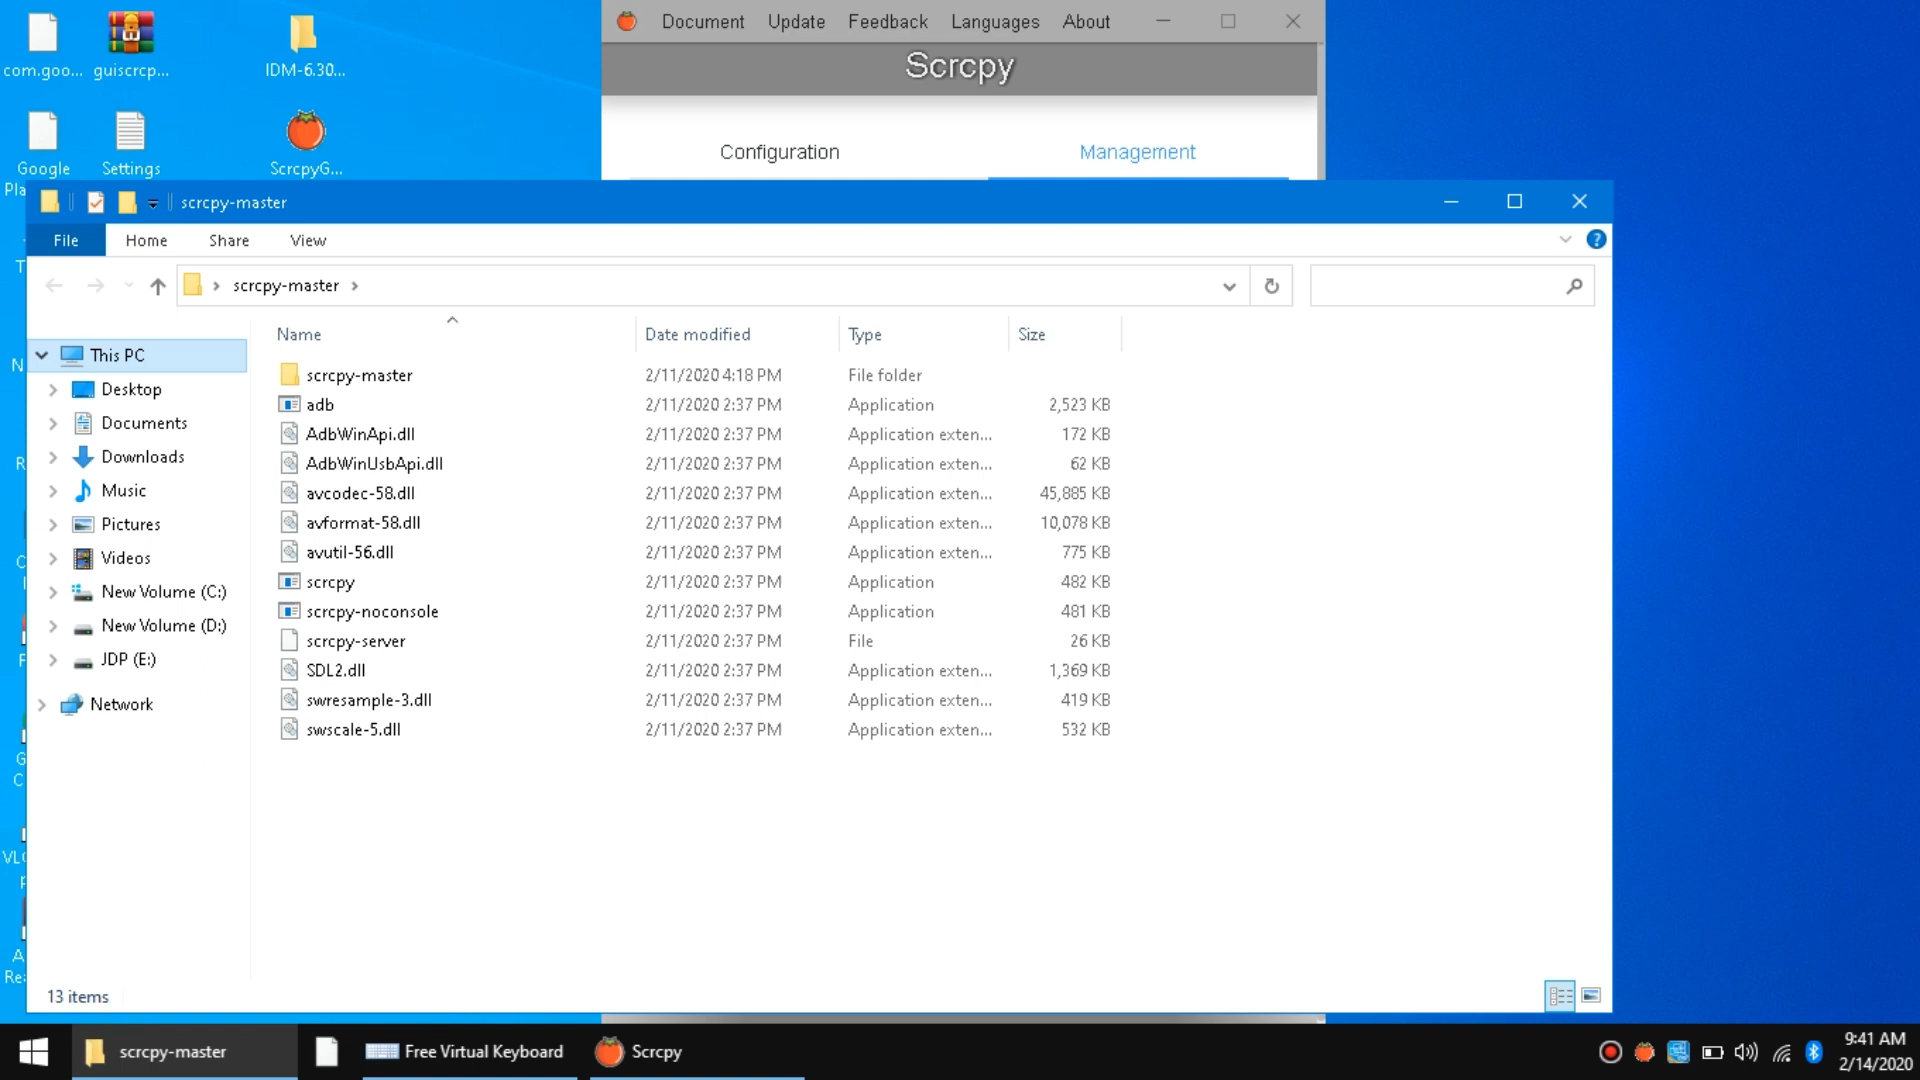 com.goo...
guiscrcp...
IDM-6.30...
Google
Settings
ScrcpyG...
Document Update Feedback Languages About
Scrcpy
Configuration Management
scrcpy-master
File Home Share View
scrcpy-master
Name Date modified Type Size
This PC
Desktop
Documents
Downloads
Music
Pictures
Videos
New Volume (C:)
New Volume (D:)
JDP (E:)
Network
scrcpy-master 2/11/2020 4:18 PM File folder
adb 2/11/2020 2:37 PM Application 2,523 KB
AdbWinApi.dll 2/11/2020 2:37 PM Application exten... 172 KB
AdbWinUsbApi.dll 2/11/2020 2:37 PM Application exten... 62 KB
avcodec-58.dll 2/11/2020 2:37 PM Application exten... 45,885 KB
avformat-58.dll 2/11/2020 2:37 PM Application exten... 10,078 KB
avutil-56.dll 2/11/2020 2:37 PM Application exten... 775 KB
scrcpy 2/11/2020 2:37 PM Application 482 KB
scrcpy-noconsole 2/11/2020 2:37 PM Application 481 KB
scrcpy-server 2/11/2020 2:37 PM File 26 KB
SDL2.dll 2/11/2020 2:37 PM Application exten... 1,369 KB
swresample-3.dll 2/11/2020 2:37 PM Application exten... 419 KB
swscale-5.dll 2/11/2020 2:37 PM Application exten... 532 KB
13 items
scrcpy-master
Free Virtual Keyboard
Scrcpy
9:41 AM
2/14/2020